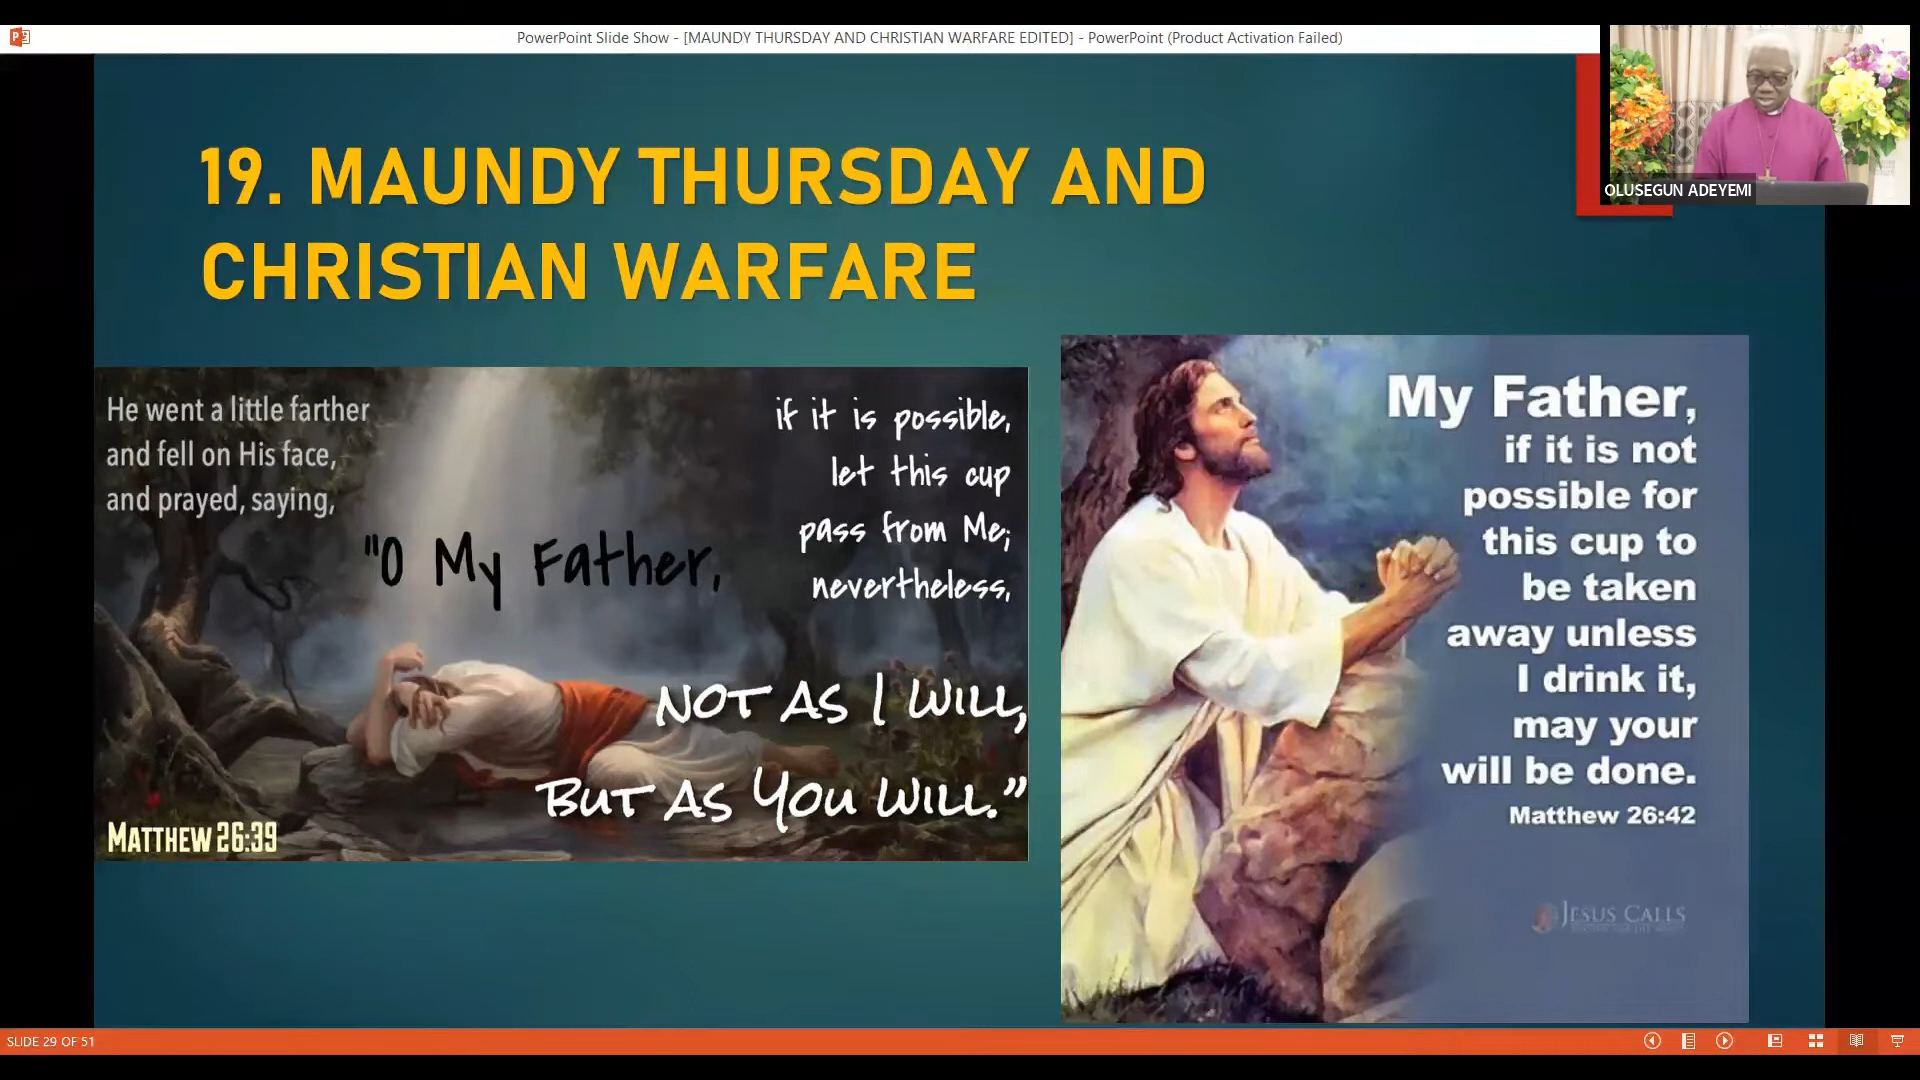 PowerPoint Slide Show - [MAUNDY THURSDAY AND CHRISTIAN WARFARE EDITED] - PowerPoint (Product Activation Failed)
OLUSEGUN ADEYEMI
19. MAUNDY THURSDAY AND
CHRISTIAN WARFARE
He went a little farther
and fell on His face,
and prayed, saying,
"O My Father,
if it is possible,
let this cup
pass from Me;
nevertheless,
NOT AS I WILL,
BUT AS YOU WILL.”
MATTHEW 26:39
My Father,
if it is not
possible for
this cup to
be taken
away unless
I drink it,
may your
will be done.
Matthew 26:42
JESUS CALLS
SLIDE 29 OF 51